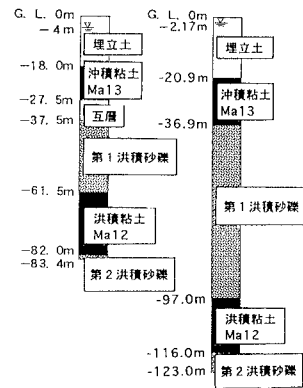 G. L. 0m
-4m
埋立土
-18. 0m
沖積粘土
Ma13
-27. 5m
互層
-37. 5m
第1洪積砂礫
-61. 5m
洪積粘土
Ma12
-82. 0m
-83. 4m
第2洪積砂礫
G. L. 0m
-2.17m
埋立土
-20.9m
沖積粘土
Ma13
-36.9m
第1洪積砂礫
-97.0m
洪積粘土
Ma12
-116.0m
-123.0m
第2洪積砂礫